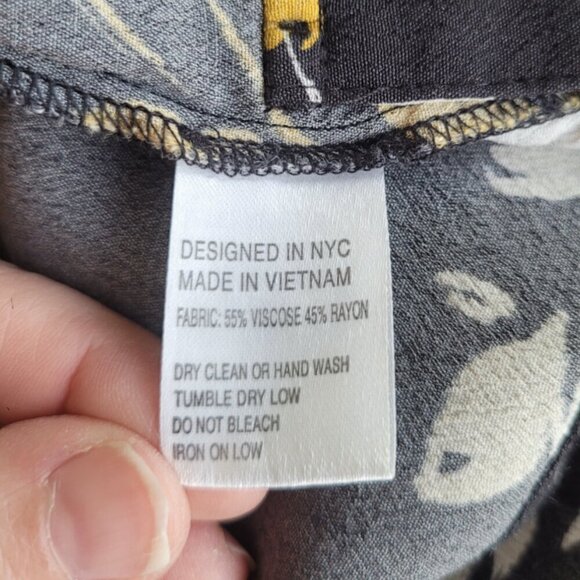 DESIGNED IN NYC
MADE IN VIETNAM
FABRIC: 55% VISCOSE 45% RAYON
DRY CLEAN OR HAND WASH
TUMBLE DRY LOW
DO NOT BLEACH
IRON ON LOW